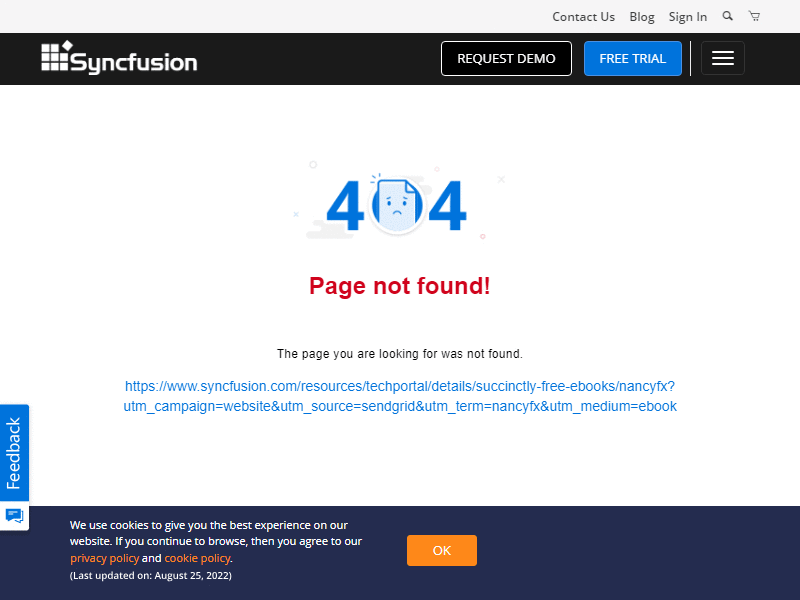 Contact Us Blog Sign In
Syncfusion
REQUEST DEMO FREE TRIAL
404
Page not found!
The page you are looking for was not found.
https://www.syncfusion.com/resources/techportal/details/succinctly-free-ebooks/nancyfx?
utm_campaign=website&utm_source=sendgrid&utm_term=nancyfx&utm_medium=ebook
Feedback
We use cookies to give you the best experience on our
website. If you continue to browse, then you agree to our
privacy policy and cookie policy.
(Last updated on: August 25, 2022)
OK